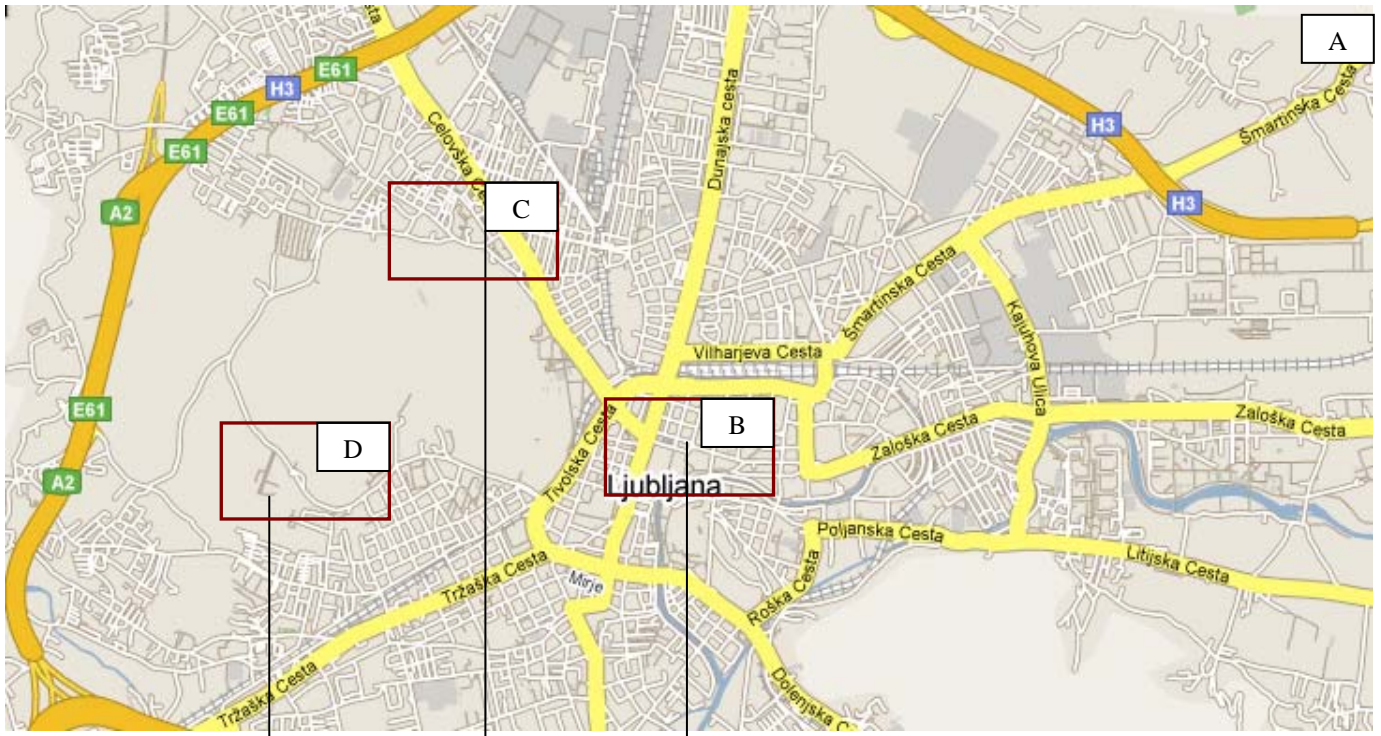 A
sta
E61
H3
E61
E61
Celovška Ce
Dunajska cesta
H3
Šmartinska Cesta
A2
C
H3
Šmartinska Cesta
Kajuhova Ulica
Vilharjeva Cesta
E61
Tivolska Cesta
B
Zaloška Cesta
Zaloška Cesta
D
A2
Ljubljana
Poljanska Cesta
Litijska Cesta
Tržaška Cesta
Mirje
Roška Cesta
Tržaška Cesta
Dolenjska C